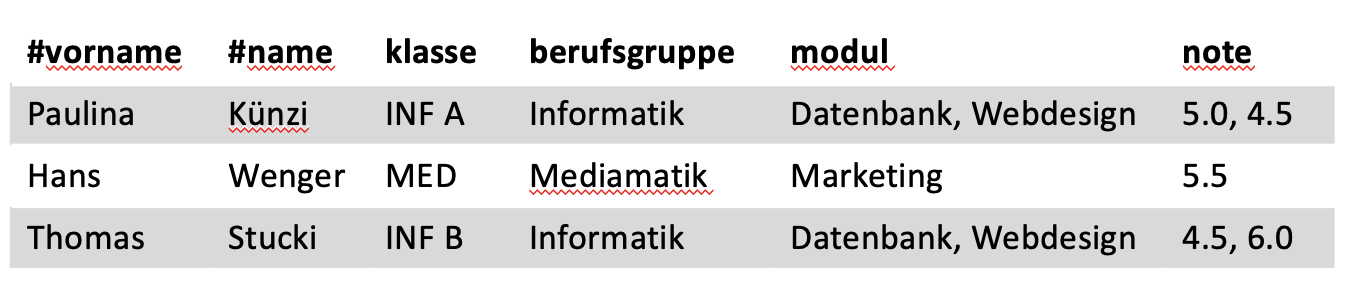 #vorname #name klasse berufsgruppe modul note
Paulina Künzi INF A Informatik Datenbank, Webdesign 5.0, 4.5
Hans Wenger MED Mediamatik Marketing 5.5
Thomas Stucki INF B Informatik Datenbank, Webdesign 4.5, 6.0